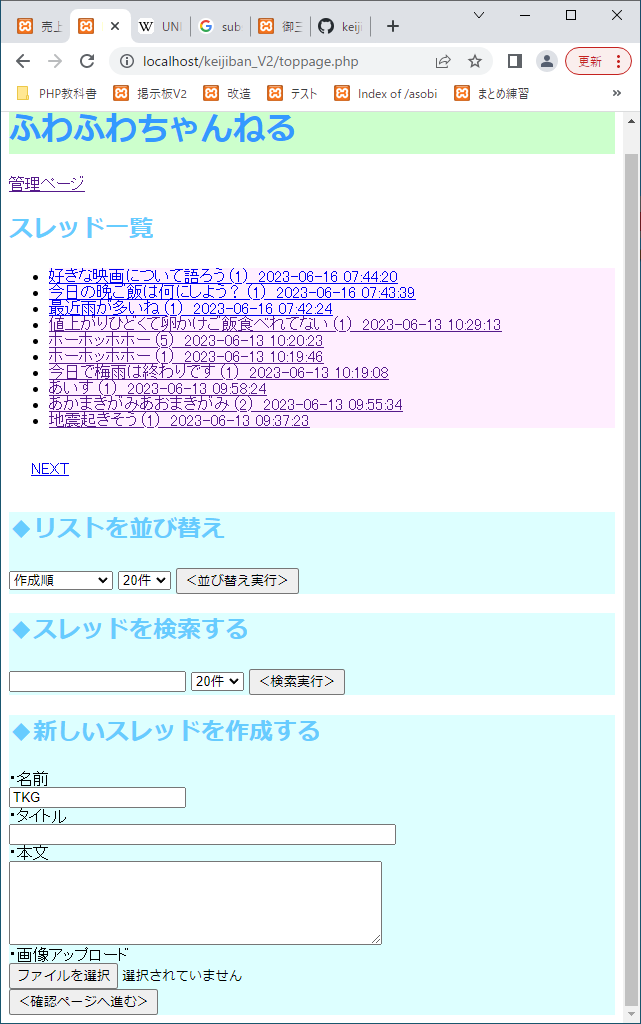 売上
UNI
sub
御主
keiji
localhost/keijiban_V2/toppage.php
更新
PHP教科書
掲示板V2
改造
テスト
Index of /asobi
まとめ練習
ふわふわちゃんねる
管理ページ
スレッド一覧
好きな映画について語ろう (1) 2023-06-16 07:44:20
今日の晩ご飯は何にしよう? (1) 2023-06-16 07:43:39
最近雨が多いね (1) 2023-06-16 07:42:24
値上がりひどくて卵かけご飯食べれてない (1) 2023-06-13 10:29:13
ホーホッホホー (5) 2023-06-13 10:20:23
ホーホッホホー (1) 2023-06-13 10:19:46
今日で梅雨は終わりです (1) 2023-06-13 10:19:08
あいす (1) 2023-06-13 09:58:24
あかまきがみあおまきがみ (2) 2023-06-13 09:55:34
地震起きそう (1) 2023-06-13 09:37:23
NEXT
◆リストを並び替え
作成順 20件 <並び替え実行>
◆スレッドを検索する
20件 <検索実行>
◆新しいスレッドを作成する
・名前
TKG
・タイトル
・本文
・画像アップロード
ファイルを選択 選択されていません
<確認ページへ進む>